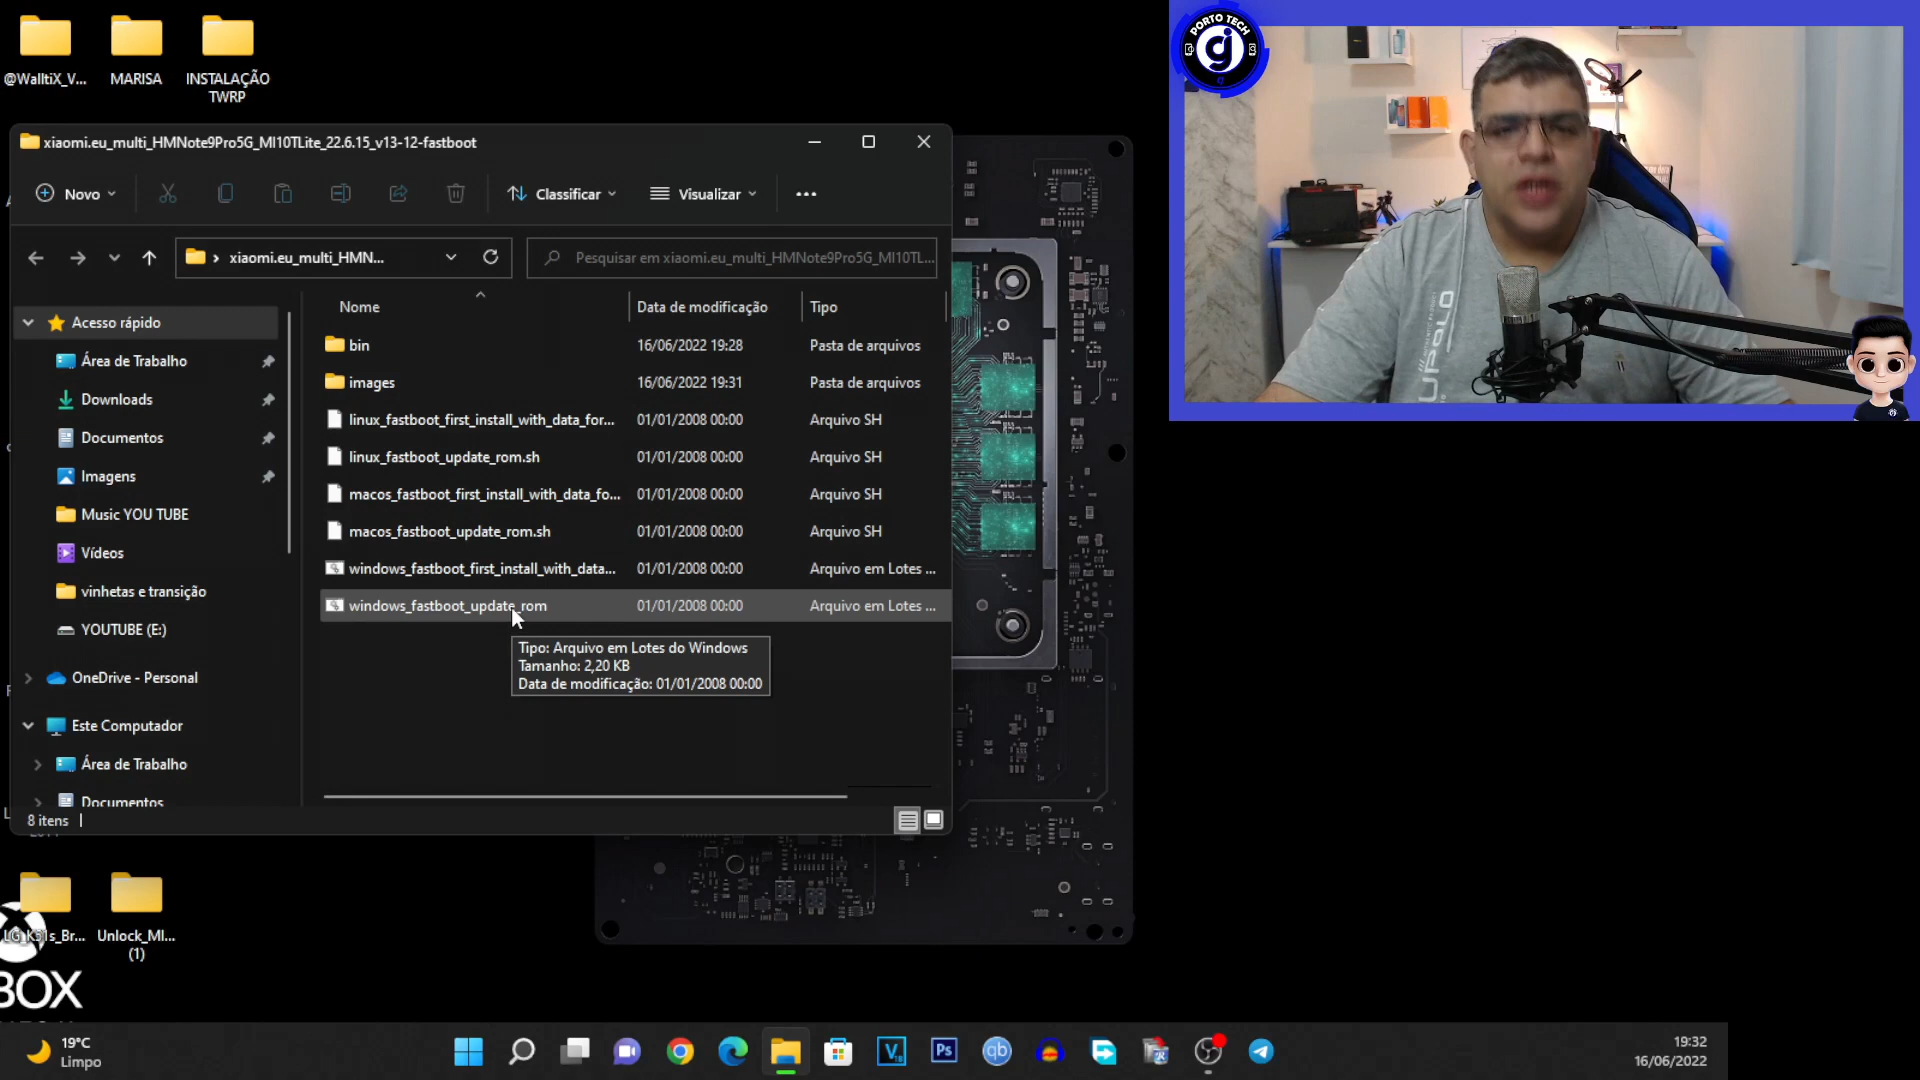 @WalltiX_V...
MARISA
INSTALAÇÃO
TWRP
PORTO TECH
xiaomi.eu_multi_HMNote9Pro5G_MI10TLite_22.6.15_v13-12-fastboot
Novo
Classificar
Visualizar
xiaomi.eu_multi_HMN...
Pesquisar em xiaomi.eu_multi_HMNote9Pro5G_MI10TL...
Nome
Data de modificação
Tipo
Acesso rápido
Área de Trabalho
Downloads
Documentos
Imagens
Music YOU TUBE
Vídeos
vinhetas e transição
YOUTUBE (E:)
OneDrive - Personal
Este Computador
Área de Trabalho
Documentos
bin 16/06/2022 19:28 Pasta de arquivos
images 16/06/2022 19:31 Pasta de arquivos
linux_fastboot_first_install_with_data_for... 01/01/2008 00:00 Arquivo SH
linux_fastboot_update_rom.sh 01/01/2008 00:00 Arquivo SH
macos_fastboot_first_install_with_data_fo... 01/01/2008 00:00 Arquivo SH
macos_fastboot_update_rom.sh 01/01/2008 00:00 Arquivo SH
windows_fastboot_first_install_with_data... 01/01/2008 00:00 Arquivo em Lotes ...
windows_fastboot_update_rom 01/01/2008 00:00 Arquivo em Lotes ...
Tipo: Arquivo em Lotes do Windows
Tamanho: 2,20 KB
Data de modificação: 01/01/2008 00:00
8 itens
LG_K51s_Br...
Unlock_MI...
(1)
BOX
19°C
Limpo
Ps
qb
19:32
16/06/2022